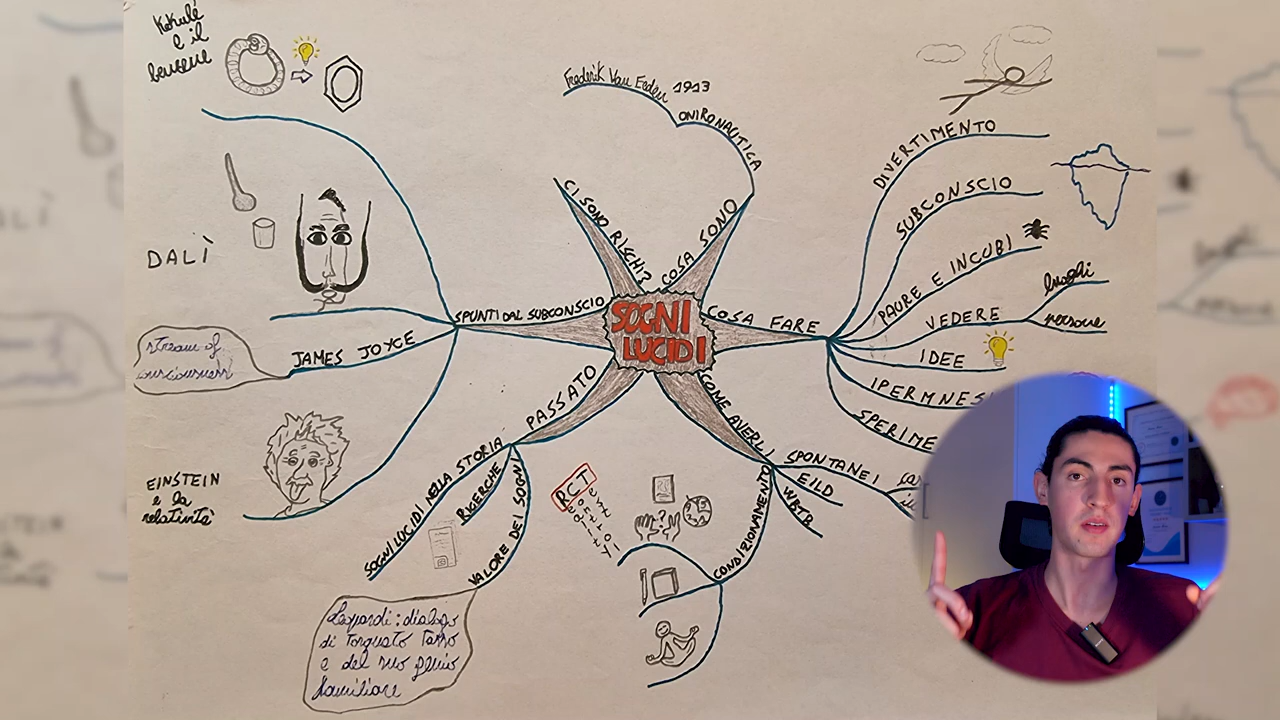 Kekulé
e il
benzene
Frederik Van Eeden 1913
ONIRONAUTICA
CI SONO RISCHI?
COSA SONO
SOGNI
LUCIDI
COSA FARE
DIVERTIMENTO
SUBCONSCIO
PAURE E INCUBI
VEDERE
luoghi
persone
IDEE
IPERMNES
SPERIME
SPUNTI DAL SUBCONSCIO
DALÌ
JAMES JOYCE
stream of
consciousness
EINSTEIN
e la
relatività
PASSATO
SOGNI LUCIDI NELLA STORIA
RICERCHE
VALORE DEI SOGNI
Leopardi: dialogo
di Torquato Tasso
e del suo genio
familiare
COME AVERLI
SPONTANEI
EILD
WBTB
CONDIZIONAMENTO
RCT